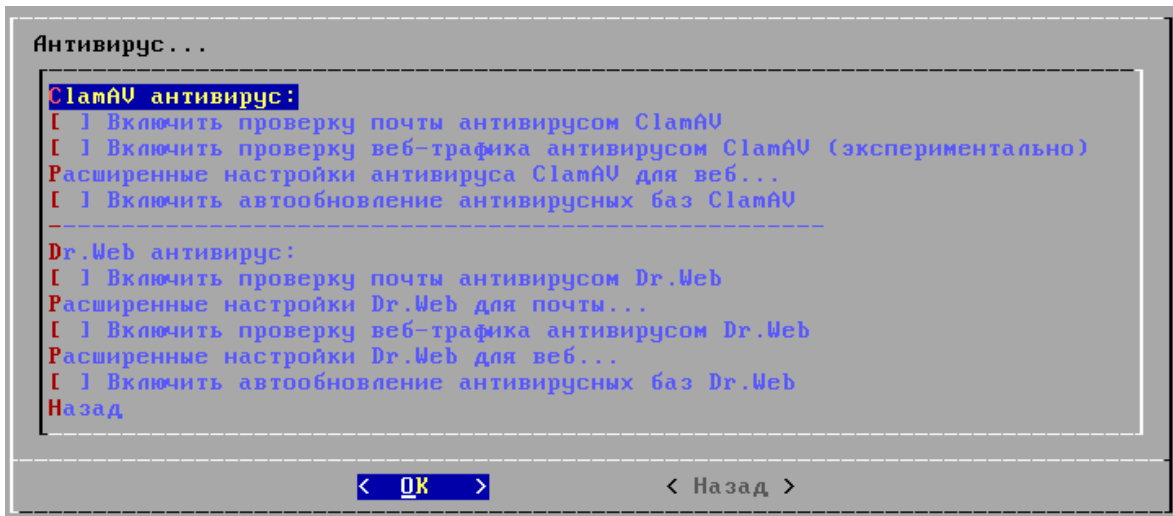 Антивирус...
ClamAV антивирус:
[ ] Включить проверку почты антивирусом ClamAV
[ ] Включить проверку веб-трафика антивирусом ClamAV (экспериментально)
Расширенные настройки антивируса ClamAV для веб...
[ ] Включить автообновление антивирусных баз ClamAV
------------------------------------------------------
Dr.Web антивирус:
[ ] Включить проверку почты антивирусом Dr.Web
Расширенные настройки Dr.Web для почты...
[ ] Включить проверку веб-трафика антивирусом Dr.Web
Расширенные настройки Dr.Web для веб...
[ ] Включить автообновление антивирусных баз Dr.Web
Назад
< OK > < Назад >